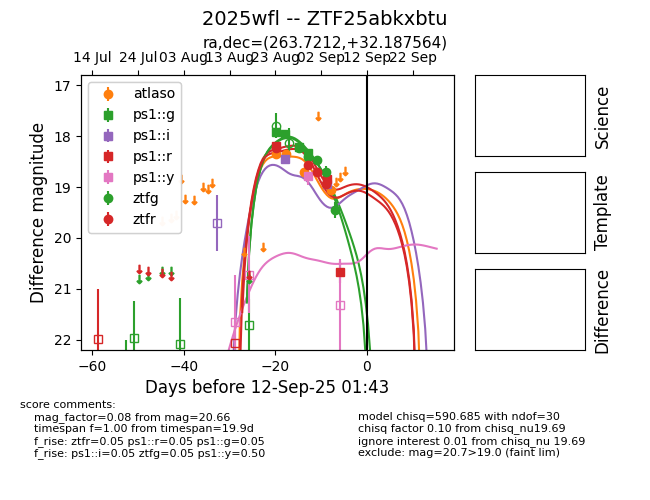 2025wfl -- ZTF25abkxbtu
ra,dec=(263.7212,+32.187564)
14 Jul 24 Jul 03 Aug 13 Aug 23 Aug 02 Sep 12 Sep 22 Sep
17
18
19
20
21
22
Difference magnitude
atlaso
ps1::g
ps1::i
ps1::r
ps1::y
ztfg
ztfr
−60 −40 −20 0
Days before 12-Sep-25 01:43
Science
Template
Difference
score comments:
mag_factor=0.08 from mag=20.66
timespan f=1.00 from timespan=19.9d
f_rise: ztfr=0.05 ps1::r=0.05 ps1::g=0.05
f_rise: ps1::i=0.05 ztfg=0.05 ps1::y=0.50
model chisq=590.685 with ndof=30
chisq factor 0.10 from chisq_nu19.69
ignore interest 0.01 from chisq_nu 19.69
exclude: mag=20.7>19.0 (faint lim)